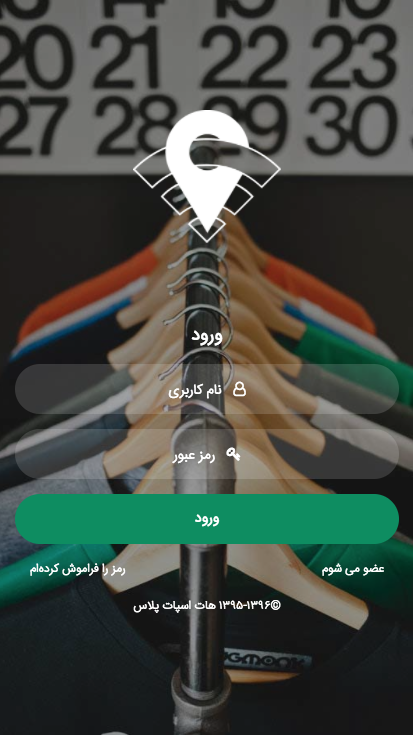 20 21 22 23
27 28 29 30
ورود
نام کاربری
رمز عبور
ورود
عضو می شوم
رمز را فراموش کرده‌ام
©۱۳۹۵-۱۳۹۶ هات اسپات پلاس